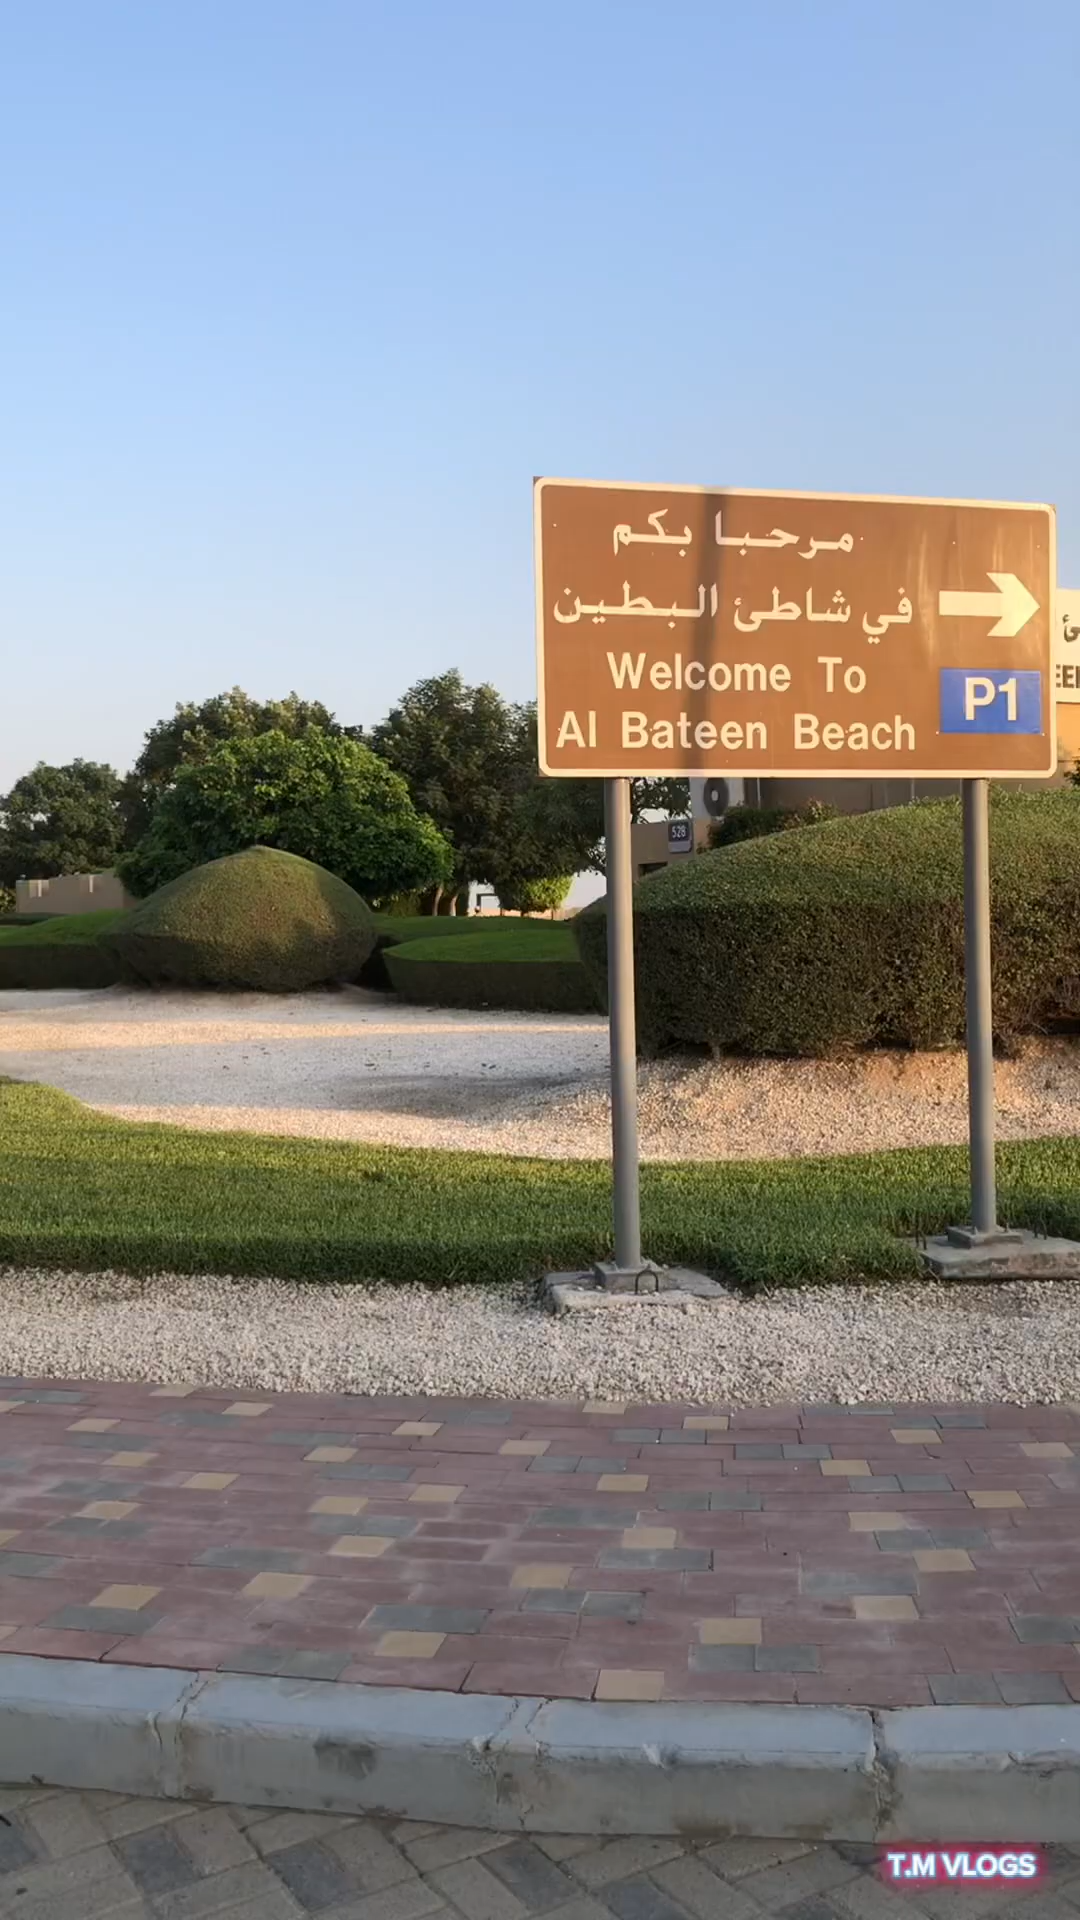 مرحبا بكم
في شاطئ البطين
Welcome To
Al Bateen Beach
P1
528
T.M VLOGS